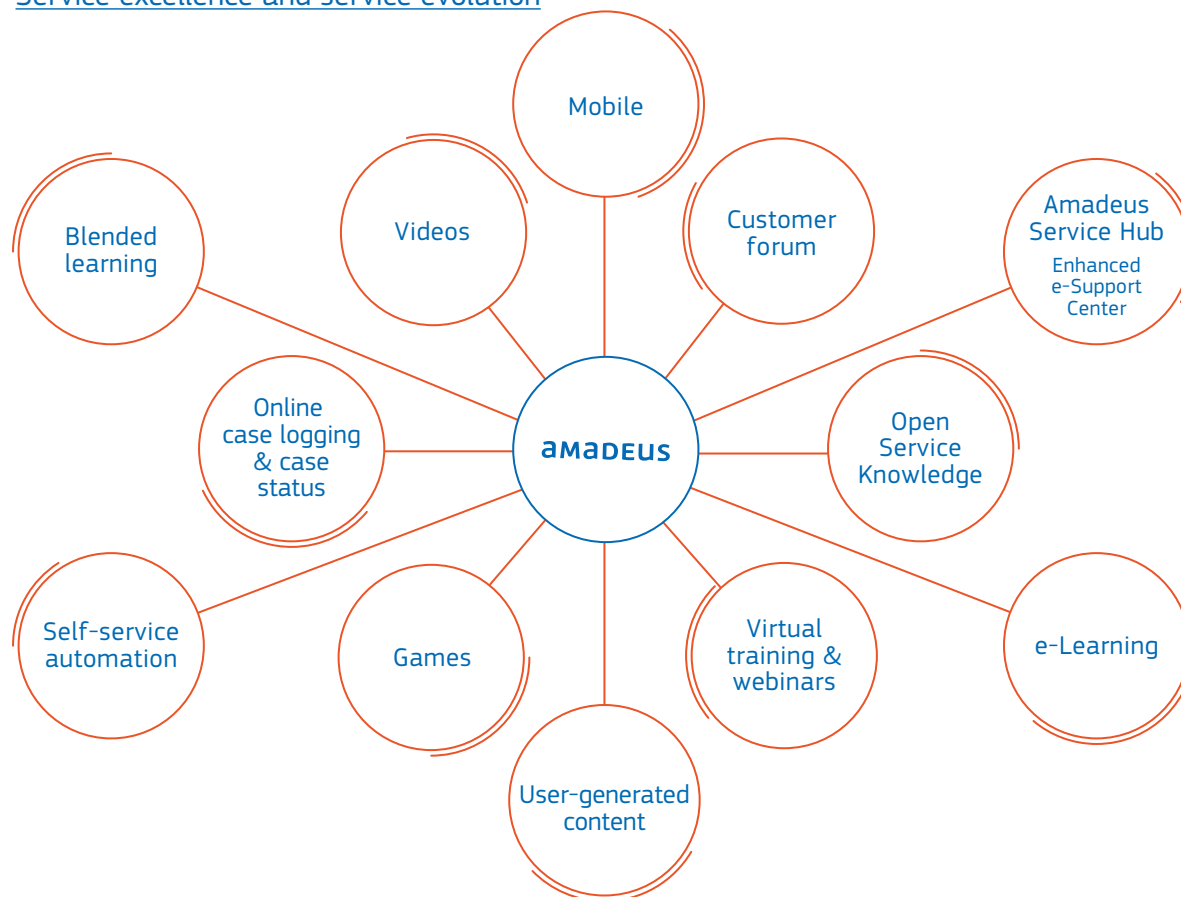 Service excellence and service evolution
Mobile
Videos
Customer
forum
Blended
learning
Amadeus
Service Hub
Enhanced
e-Support
Center
Online
case logging
& case
status
aMaDEUS
Open
Service
Knowledge
Self-service
automation
Games
Virtual
training &
webinars
e-Learning
User-generated
content